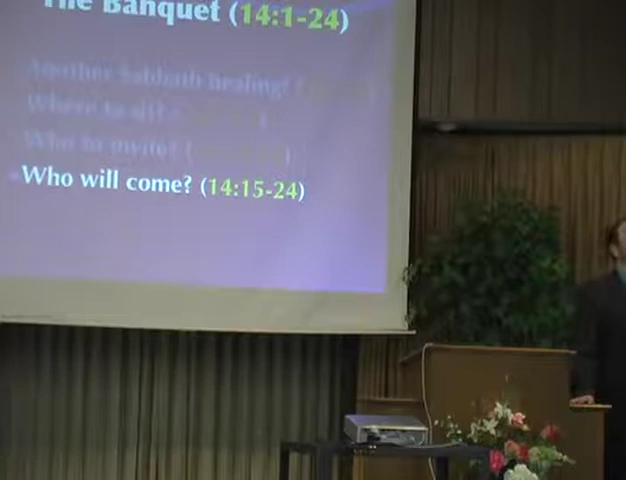 The Banquet (14:1-24)
Another Sabbath healing?
Where to sit?
Who to invite?
Who will come? (14:15-24)